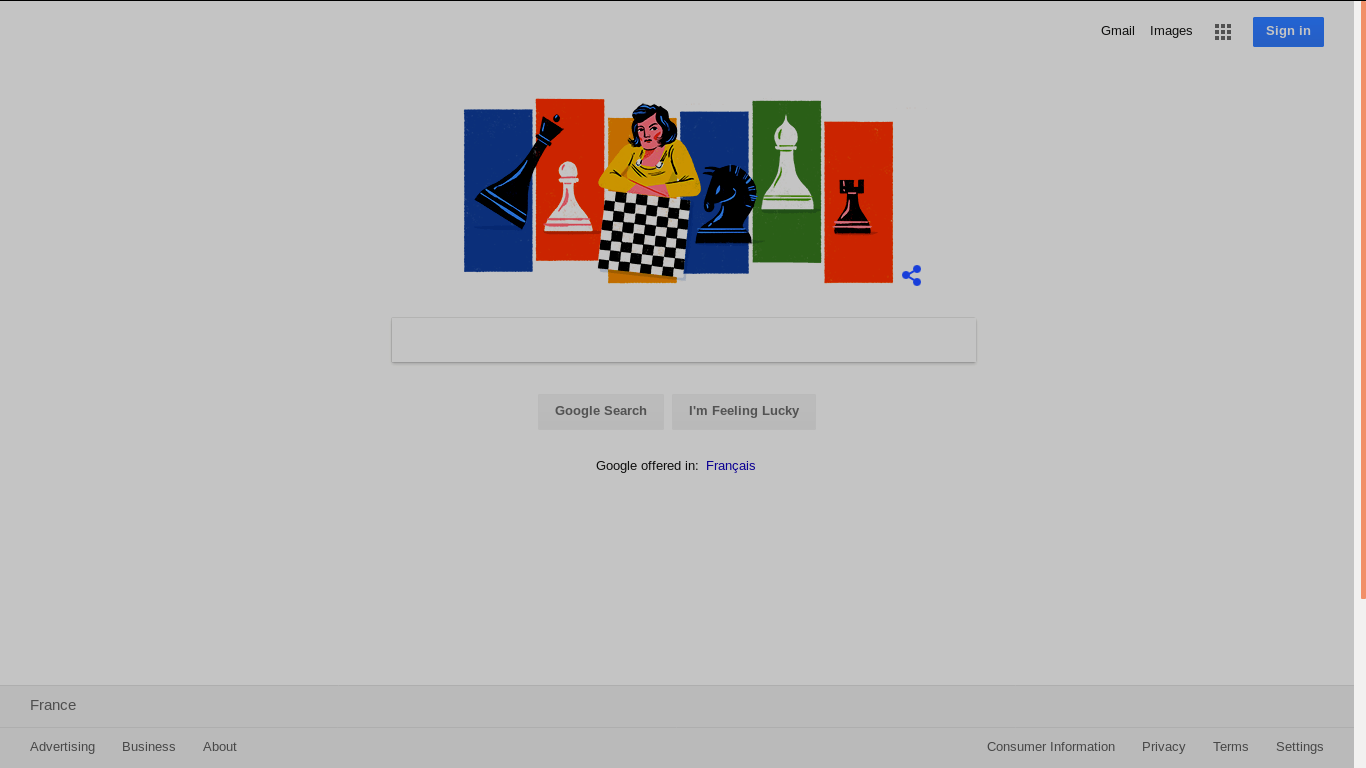 Gmail Images Sign in
Google Search I'm Feeling Lucky
Google offered in: Français
France
Advertising Business About Consumer Information Privacy Terms Settings